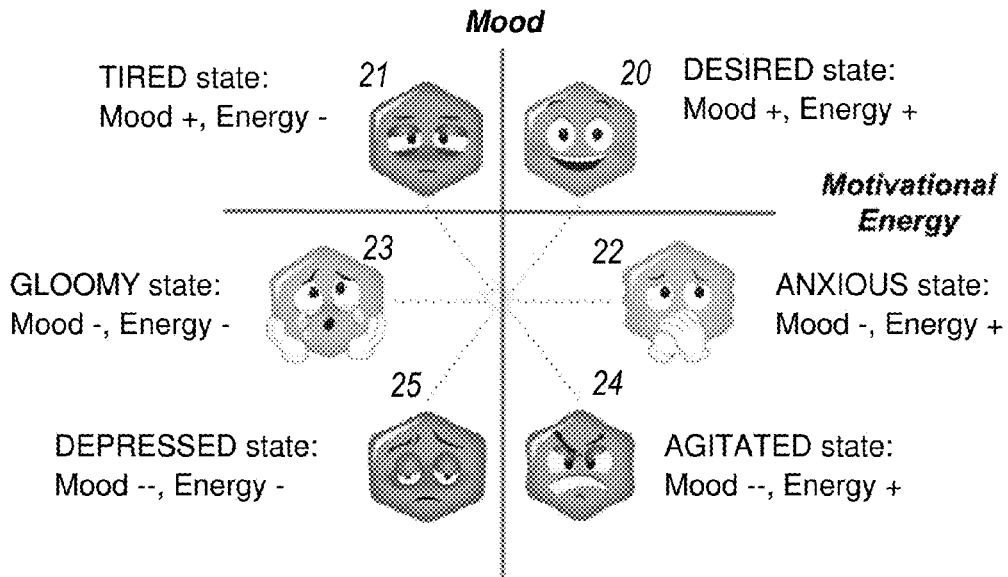 Mood
TIRED state:
Mood +, Energy -
21
20
DESIRED state:
Mood +, Energy +
Motivational
Energy
GLOOMY state:
Mood -, Energy -
23
22
ANXIOUS state:
Mood -, Energy +
25
24
DEPRESSED state:
Mood --, Energy -
AGITATED state:
Mood --, Energy +